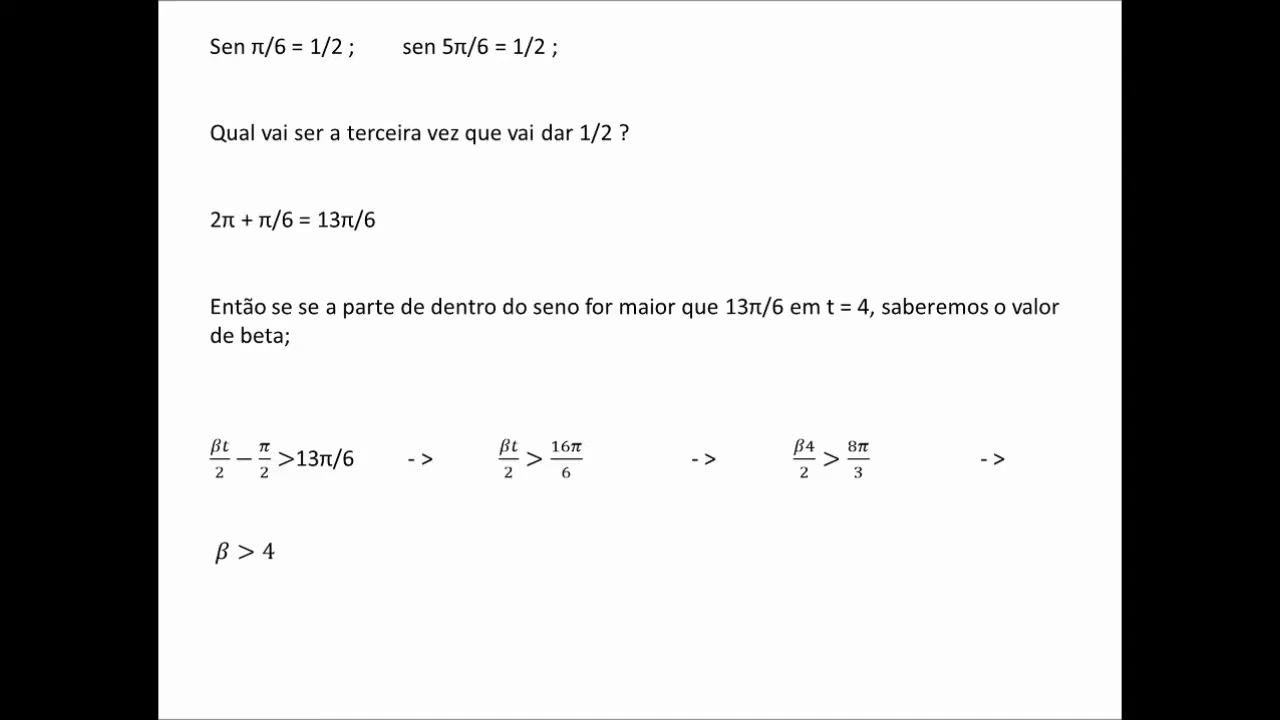 Sen π/6 = 1/2 ; sen 5π/6 = 1/2 ;
Qual vai ser a terceira vez que vai dar 1/2 ?
2π + π/6 = 13π/6
Então se se a parte de dentro do seno for maior que 13π/6 em t = 4, saberemos o valor
de beta;
βt/2 − π/2 >13π/6 - > βt/2 > 16π/6 - > β4/2 > 8π/3 - >
β > 4